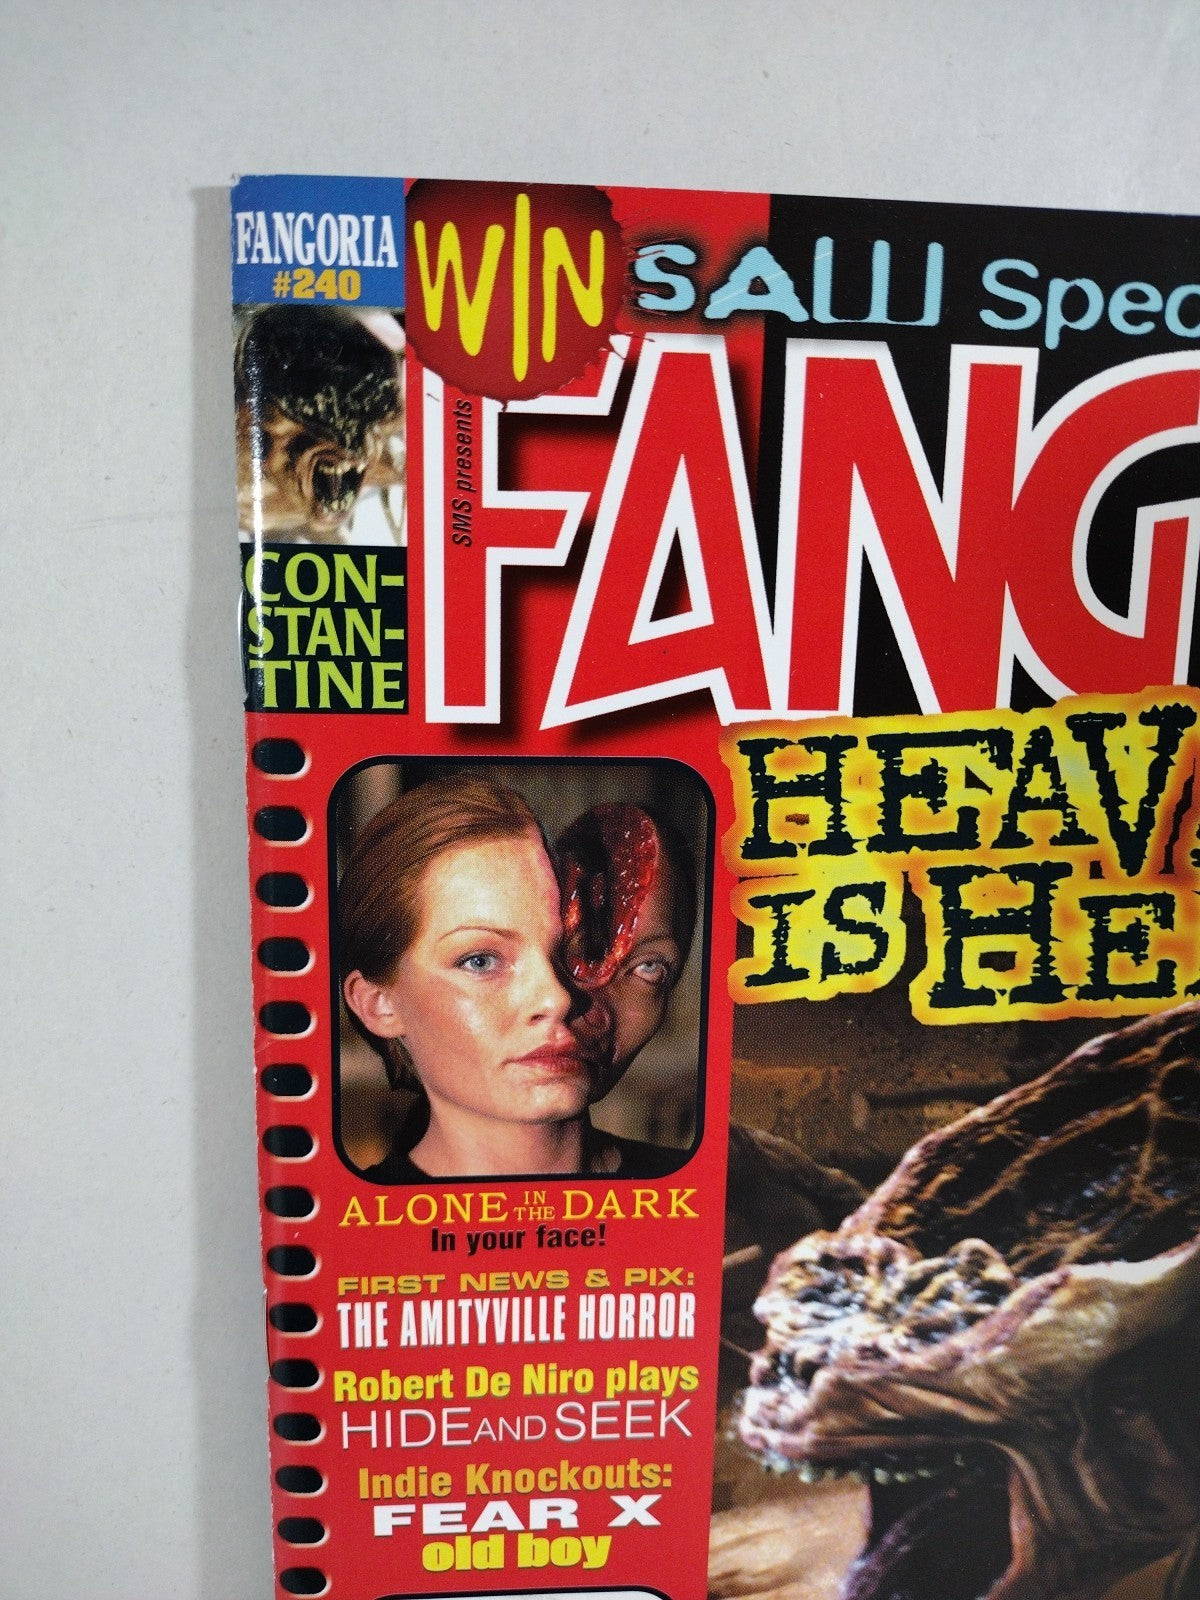 FANGORIA
#240
WIN
SAW Spec
SMS presents
FANG
CON-
STAN-
TINE
HEAV
IS HE
ALONE IN THE DARK
In your face!
FIRST NEWS & PIX:
THE AMITYVILLE HORROR
Robert De Niro plays
HIDE AND SEEK
Indie Knockouts:
FEAR X
old boy